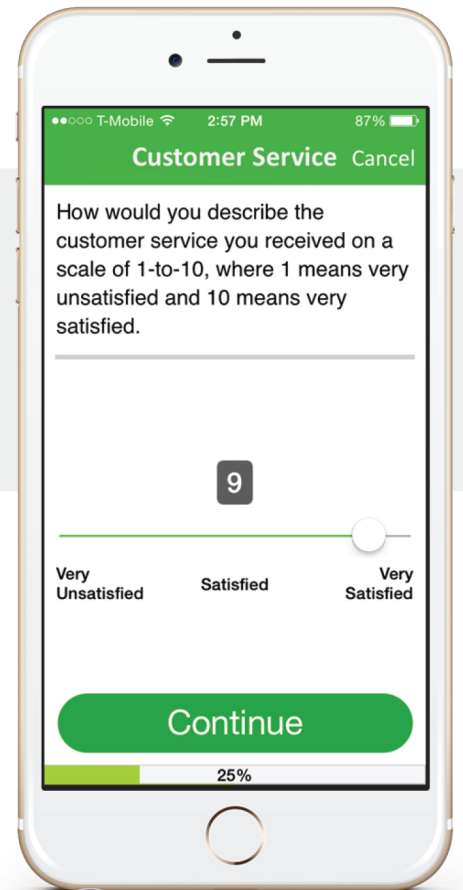 T-Mobile 2:57 PM 87%
Customer Service Cancel
How would you describe the
customer service you received on a
scale of 1-to-10, where 1 means very
unsatisfied and 10 means very
satisfied.
9
Very
Unsatisfied
Satisfied
Very
Satisfied
Continue
25%